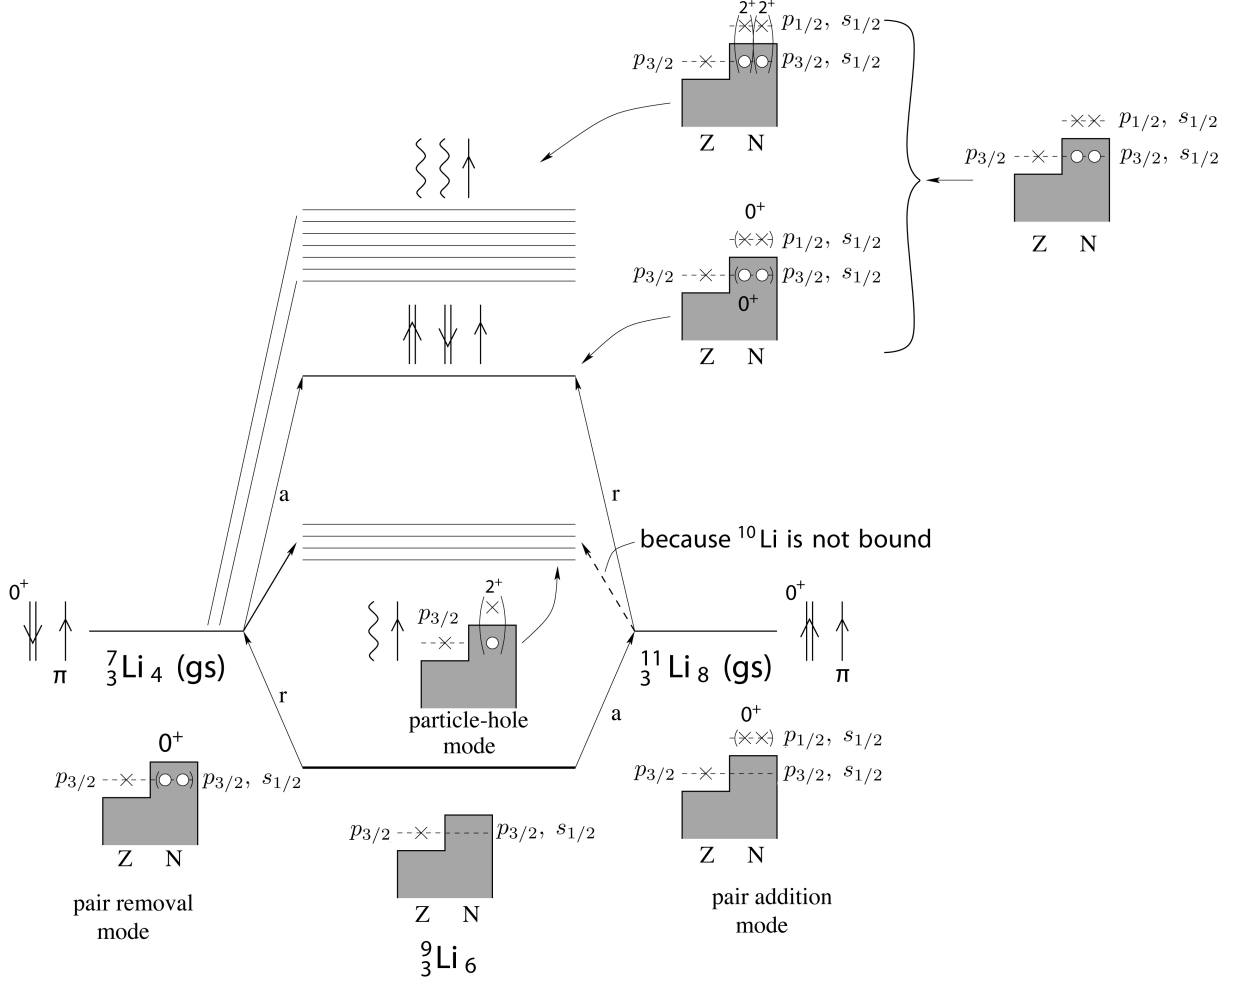 2⁺ 2⁺
p₁/₂, s₁/₂
p₃/₂ p₃/₂, s₁/₂
Z N
p₁/₂, s₁/₂
p₃/₂ p₃/₂, s₁/₂
Z N
0⁺
p₁/₂, s₁/₂
p₃/₂ p₃/₂, s₁/₂
0⁺
Z N
a
r
because ¹⁰Li is not bound
0⁺
π
⁷₃Li₄ (gs)
2⁺
p₃/₂
particle-hole
mode
0⁺
π
¹¹₃Li₈ (gs)
r
a
0⁺
p₃/₂ p₃/₂, s₁/₂
Z N
pair removal
mode
p₃/₂ p₃/₂, s₁/₂
Z N
⁹₃Li₆
0⁺
p₁/₂, s₁/₂
p₃/₂ p₃/₂, s₁/₂
Z N
pair addition
mode